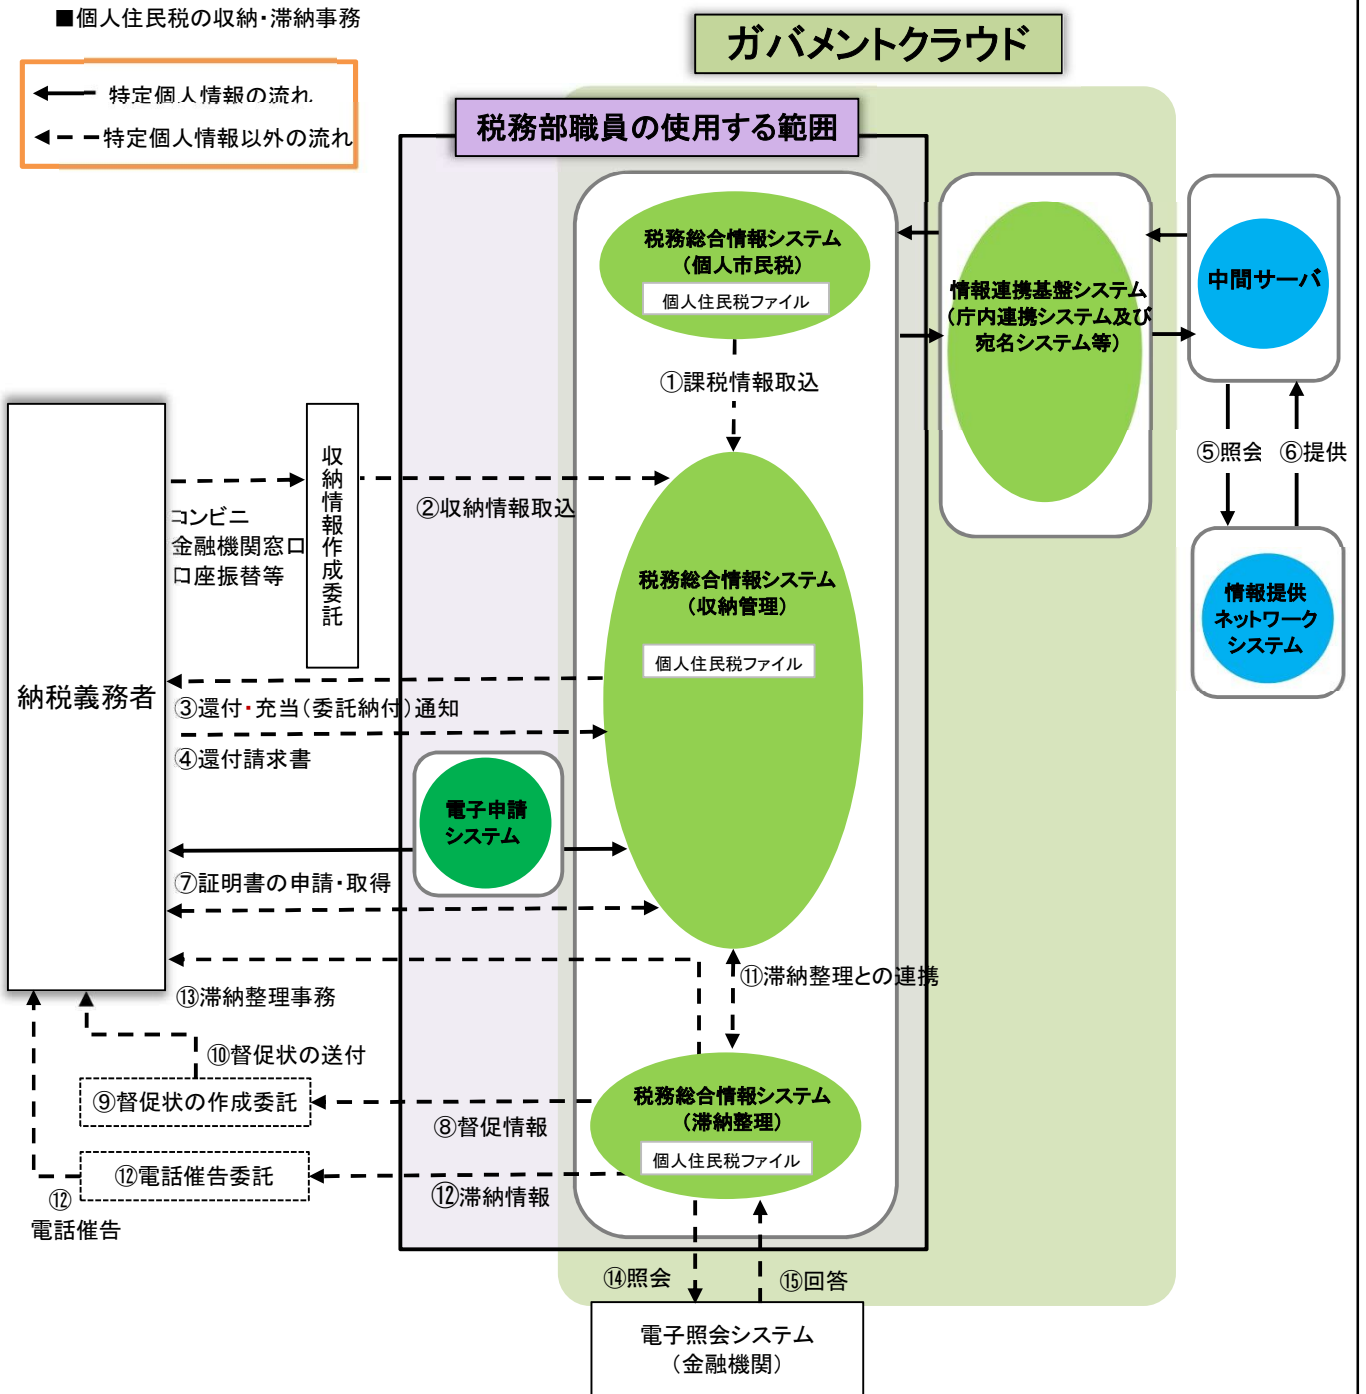 ■個人住民税の収納・滞納事務
ガバメントクラウド
特定個人情報の流れ
特定個人情報以外の流れ
税務部職員の使用する範囲
税務総合情報システム
（個人市民税）
個人住民税ファイル
情報連携基盤システム
（庁内連携システム及び
宛名システム等）
中間サーバ
①課税情報取込
⑤照会
⑥提供
収納情報作成委託
②収納情報取込
コンビニ
金融機関窓口
口座振替等
税務総合情報システム
（収納管理）
個人住民税ファイル
情報提供
ネットワーク
システム
納税義務者
③還付・充当（委託納付）通知
④還付請求書
電子申請
システム
⑦証明書の申請・取得
⑪滞納整理との連携
⑬滞納整理事務
⑩督促状の送付
⑨督促状の作成委託
⑧督促情報
税務総合情報システム
（滞納整理）
個人住民税ファイル
⑫電話催告委託
⑫滞納情報
⑫
電話催告
⑭照会
⑮回答
電子照会システム
（金融機関）